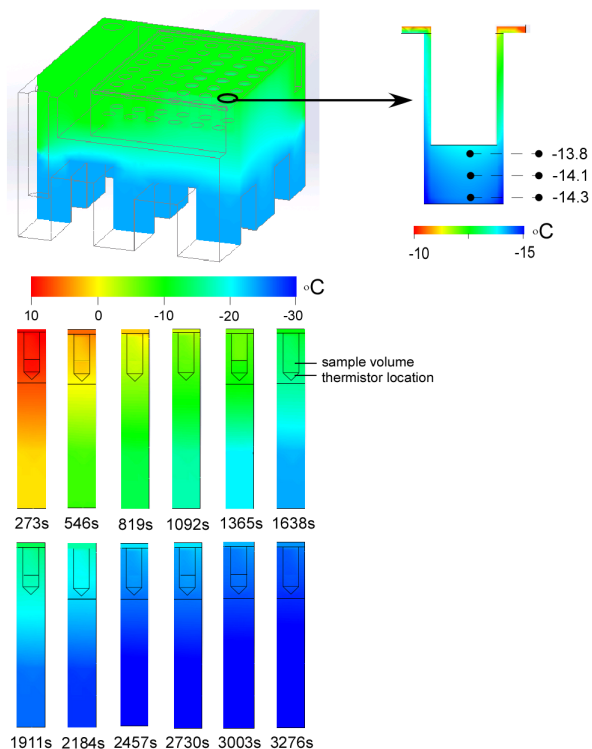 -13.8
-14.1
-14.3
°C
-10 -15
°C
10 0 -10 -20 -30
sample volume
thermistor location
273s 546s 819s 1092s 1365s 1638s
1911s 2184s 2457s 2730s 3003s 3276s